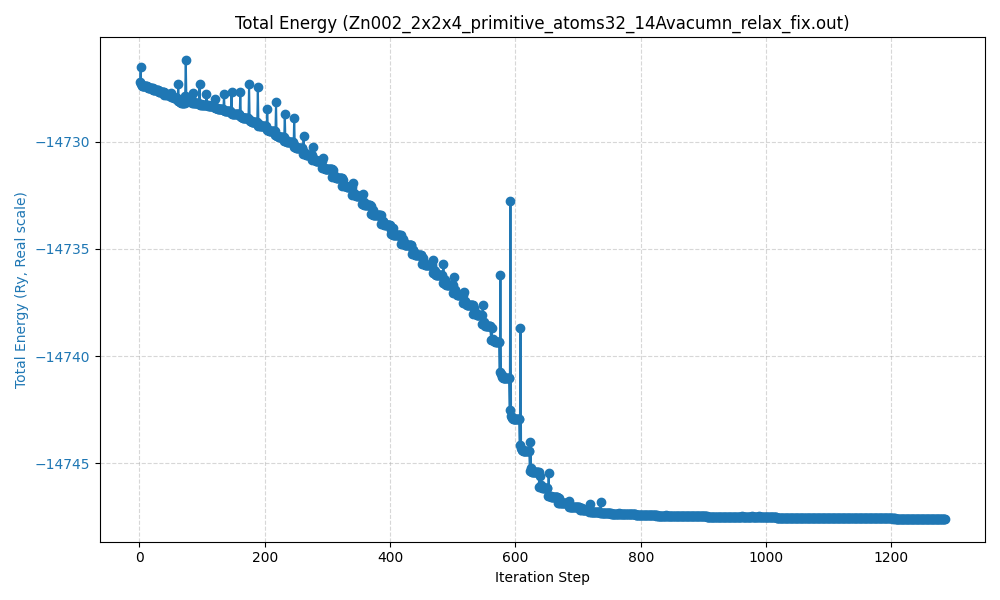 Total Energy (Zn002_2x2x4_primitive_atoms32_14Avacumn_relax_fix.out)
Total Energy (Ry, Real scale)
−14730
−14735
−14740
−14745
0 200 400 600 800 1000 1200
Iteration Step